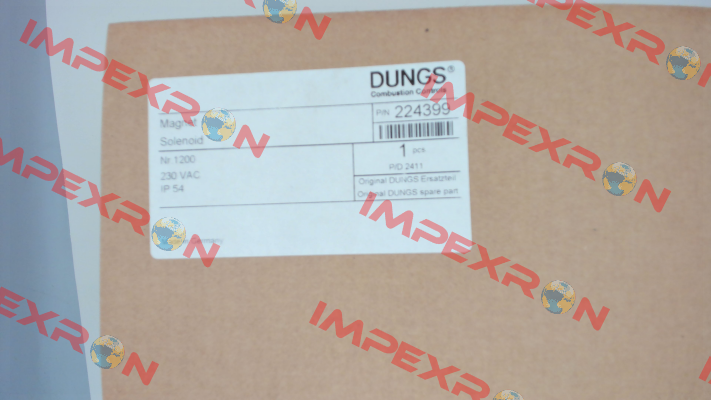 DUNGS®
Combustion Controls
Magnet
Solenoid
P/N 224399
Nr.1200
230 VAC
IP 54
1 pcs
P/D 2411
Original DUNGS Ersatzteil
Original DUNGS spare part
IMPEXRON
IMPEXRON
IMPEXRON
IMPEXRON
IMPEXRON
IMPEXRON
IMPEXRON